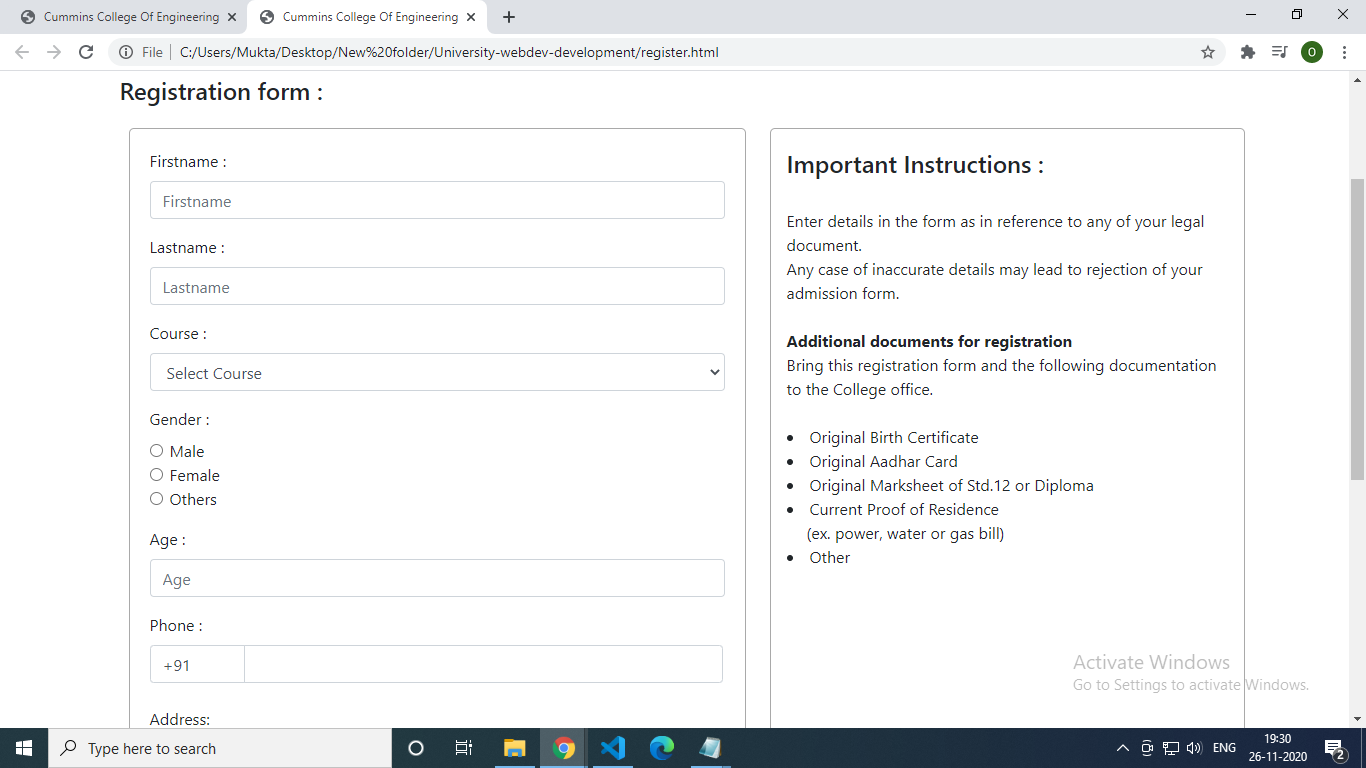 Cummins College Of Engineering
Cummins College Of Engineering
File
C:/Users/Mukta/Desktop/New%20folder/University-webdev-development/register.html
O
Registration form :
Firstname :
Firstname
Lastname :
Lastname
Course :
Select Course
Gender :
Male
Female
Others
Age :
Age
Phone :
+91
Address:
Important Instructions :
Enter details in the form as in reference to any of your legal
document.
Any case of inaccurate details may lead to rejection of your
admission form.
Additional documents for registration
Bring this registration form and the following documentation
to the College office.
• Original Birth Certificate
• Original Aadhar Card
• Original Marksheet of Std.12 or Diploma
• Current Proof of Residence
(ex. power, water or gas bill)
• Other
Activate Windows
Go to Settings to activate Windows.
Type here to search
ENG
19:30
26-11-2020
2